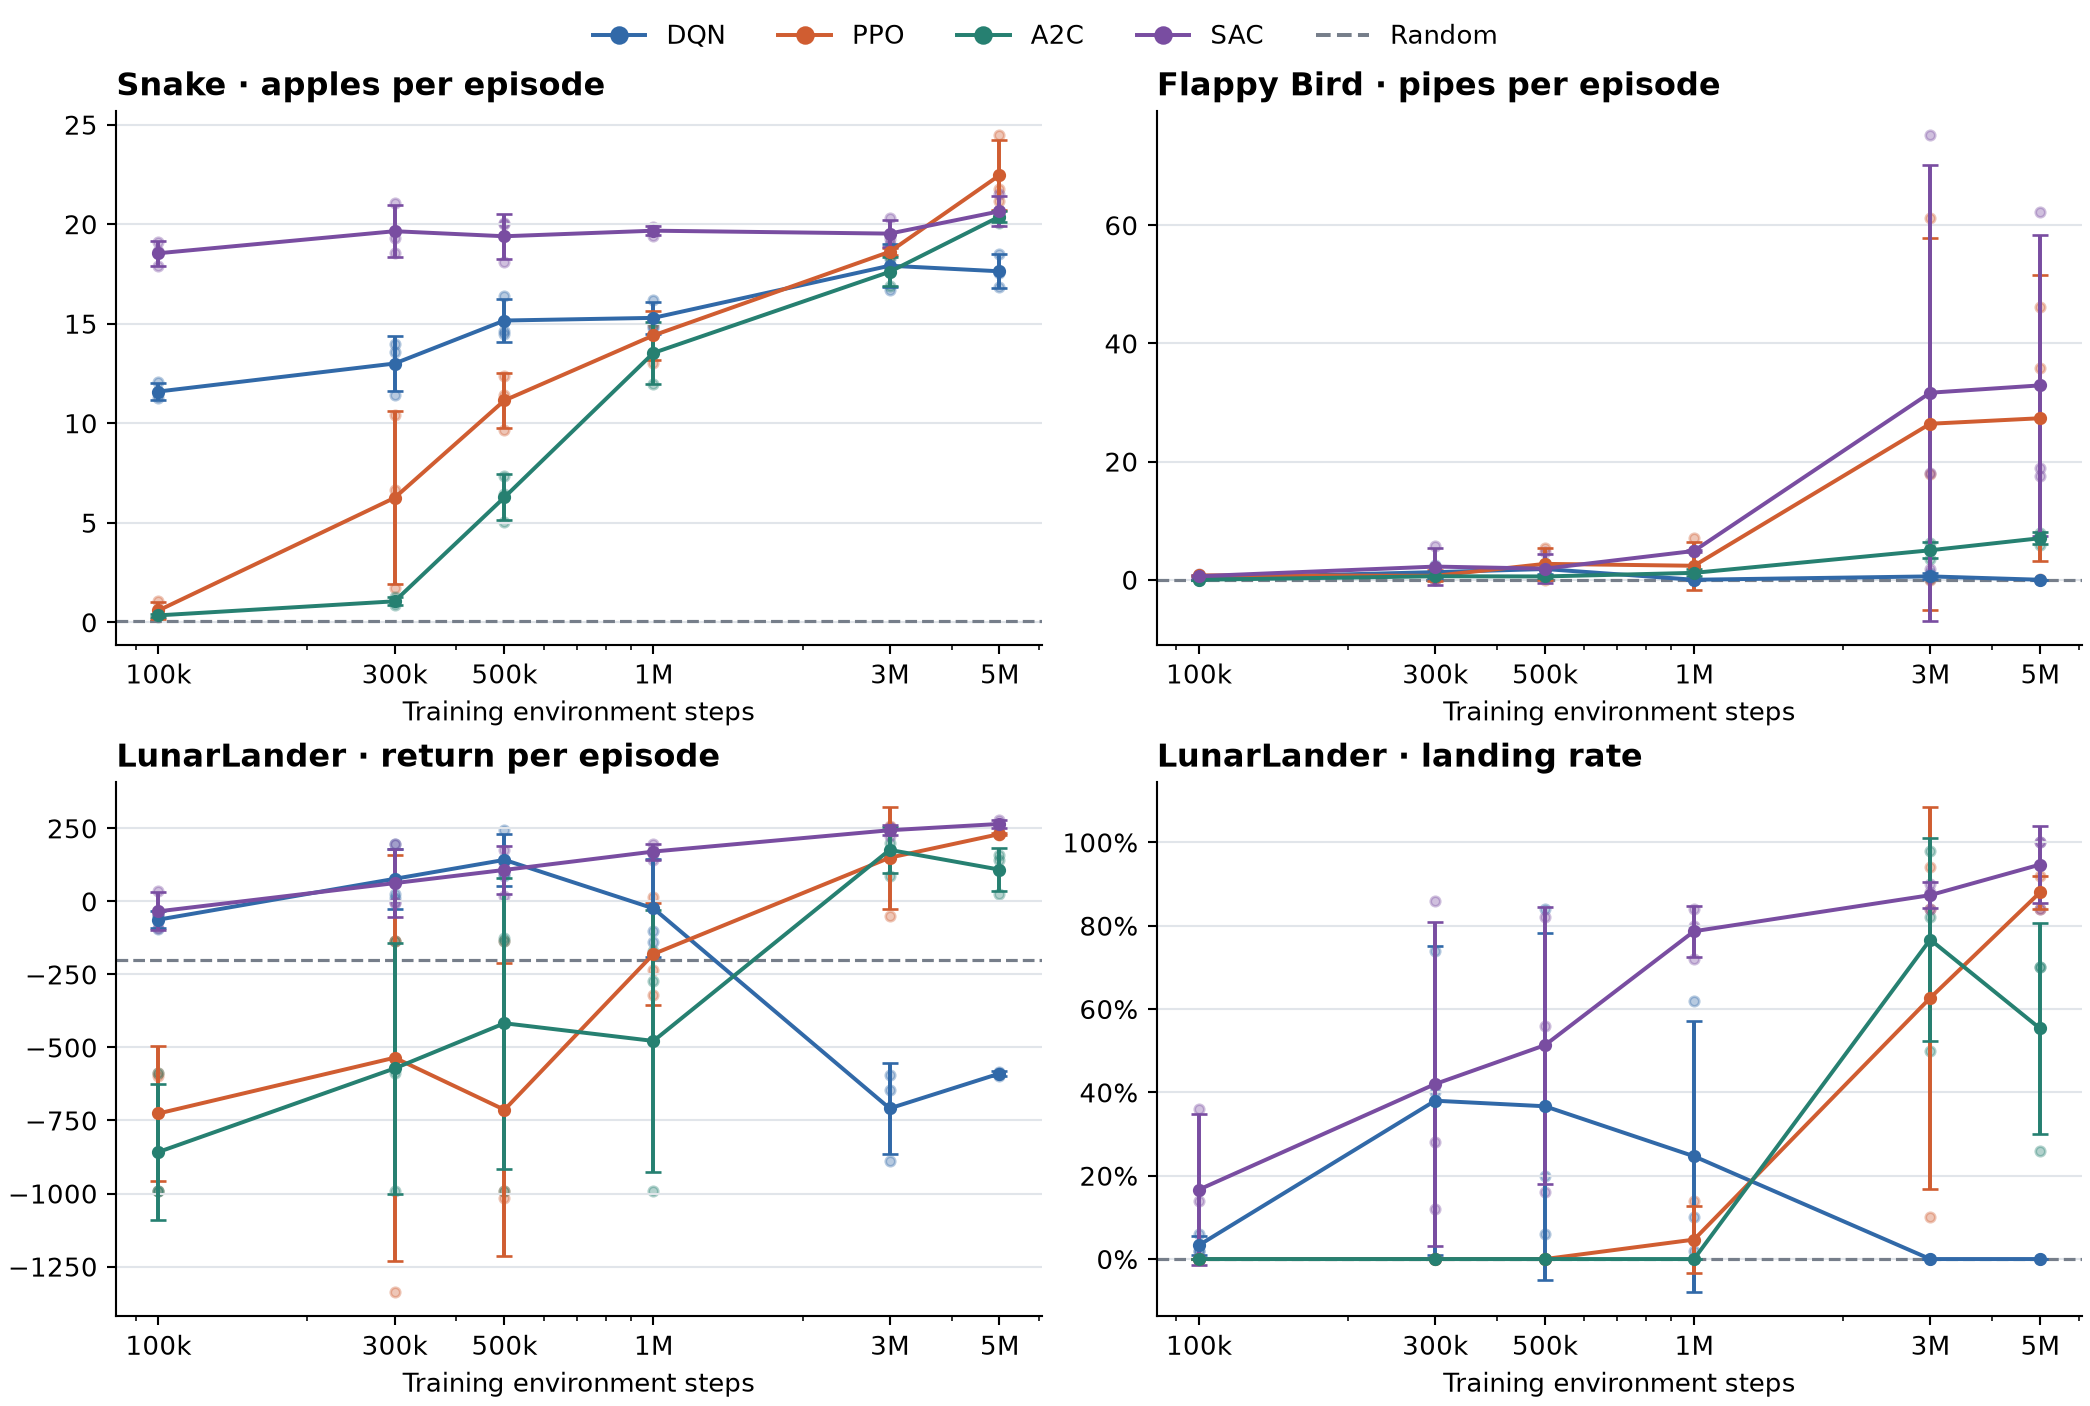 DQN PPO A2C SAC Random
Snake · apples per episode
25
20
15
10
5
0
100k 300k 500k 1M 3M 5M
Training environment steps
Flappy Bird · pipes per episode
60
40
20
0
100k 300k 500k 1M 3M 5M
Training environment steps
LunarLander · return per episode
250
0
−250
−500
−750
−1000
−1250
100k 300k 500k 1M 3M 5M
Training environment steps
LunarLander · landing rate
100%
80%
60%
40%
20%
0%
100k 300k 500k 1M 3M 5M
Training environment steps